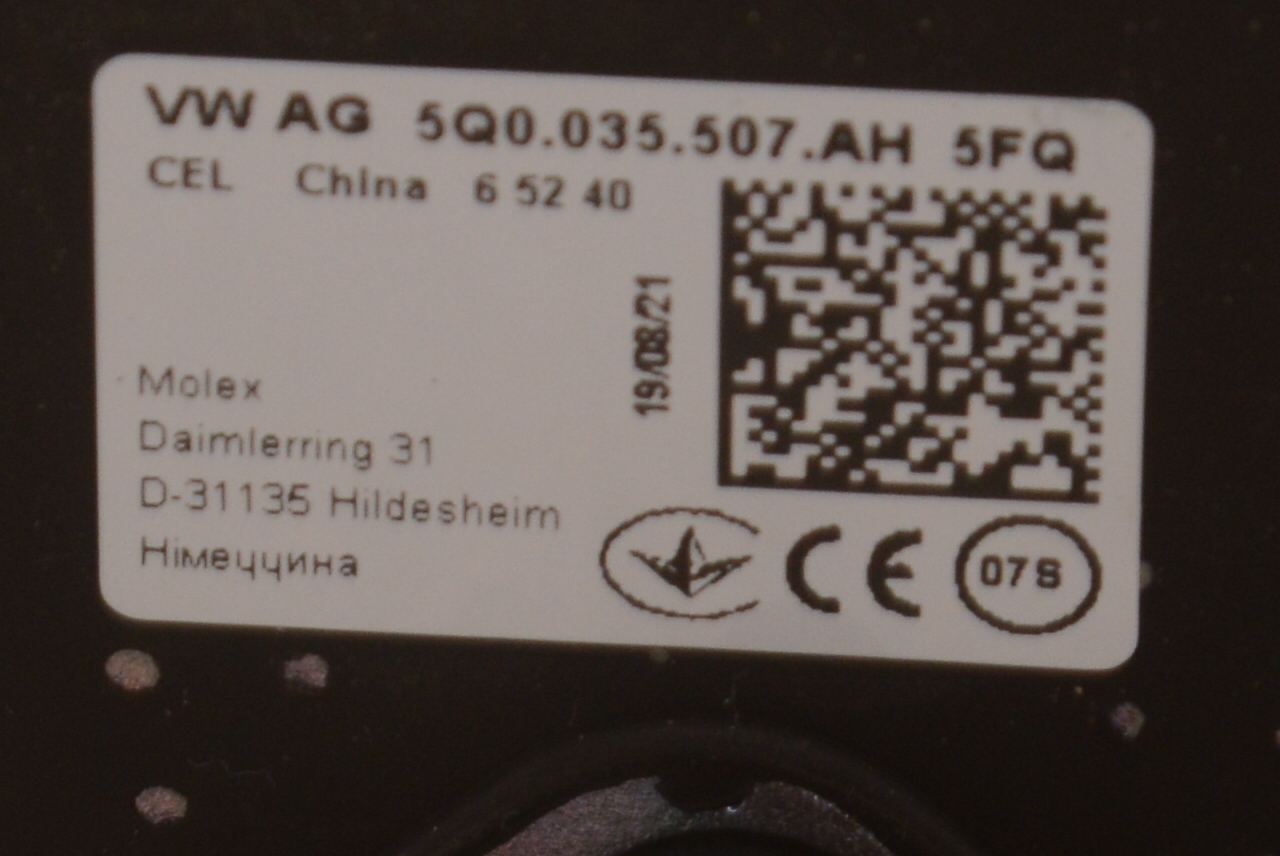 VW AG 5Q0.035.507.AH 5FQ
CEL China 6 52 40
19/08/21
Molex
Daimlerring 31
D-31135 Hildesheim
Німеччина
CE
07S